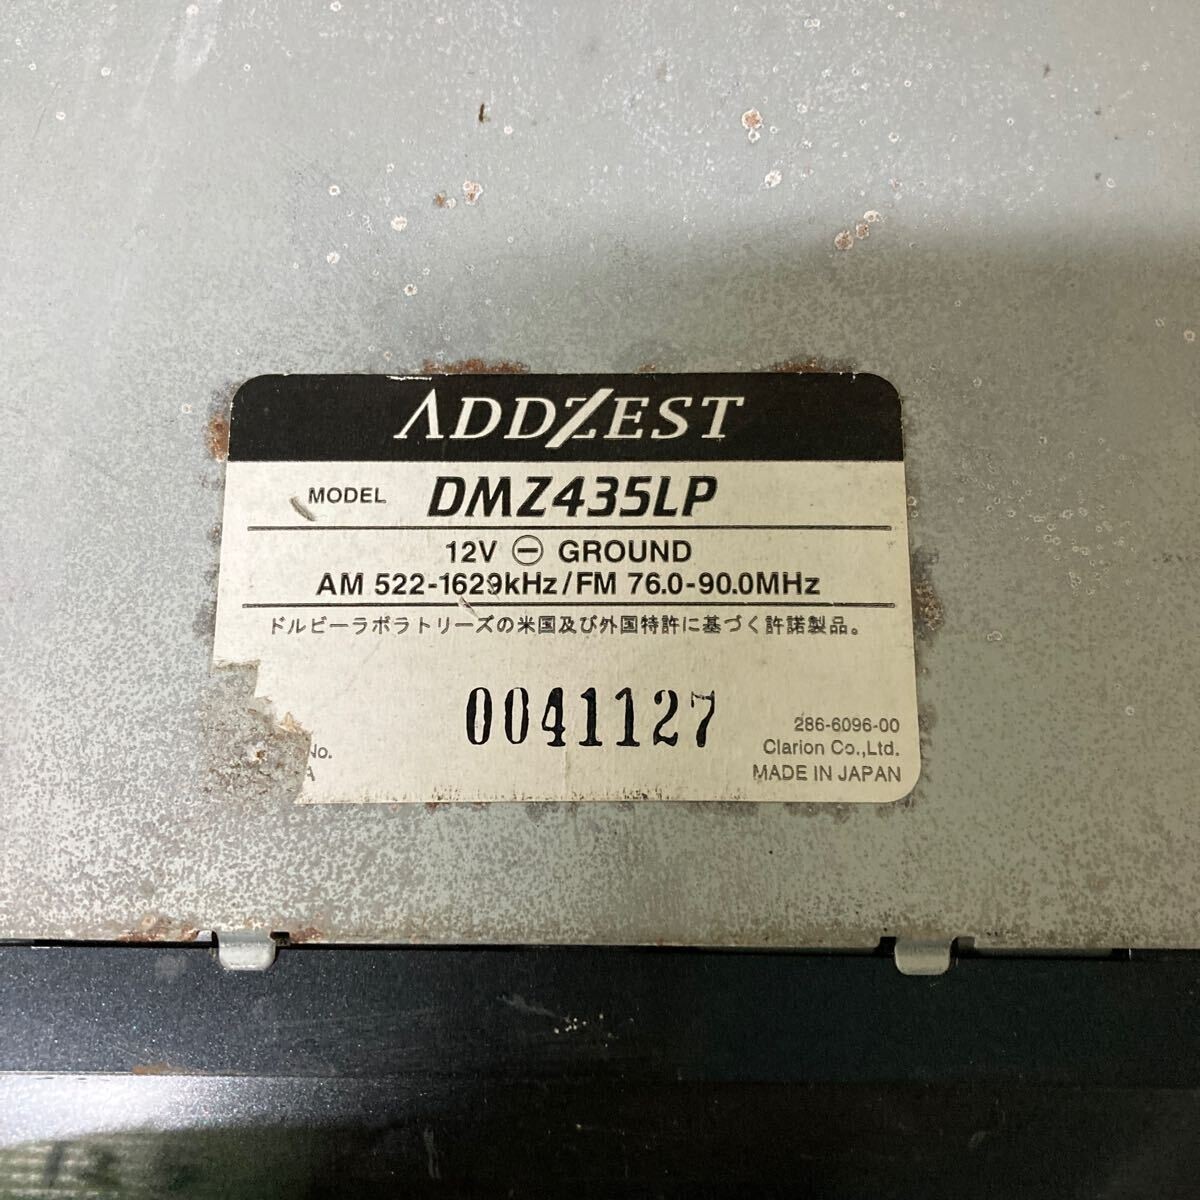 ADDZEST
MODEL DMZ435LP
12V ⊖ GROUND
AM 522-1629kHz/FM 76.0-90.0MHz
ドルビーラボラトリーズの米国及び外国特許に基づく許諾製品。
0041127
286-6096-00
No. Clarion Co.,Ltd.
A MADE IN JAPAN